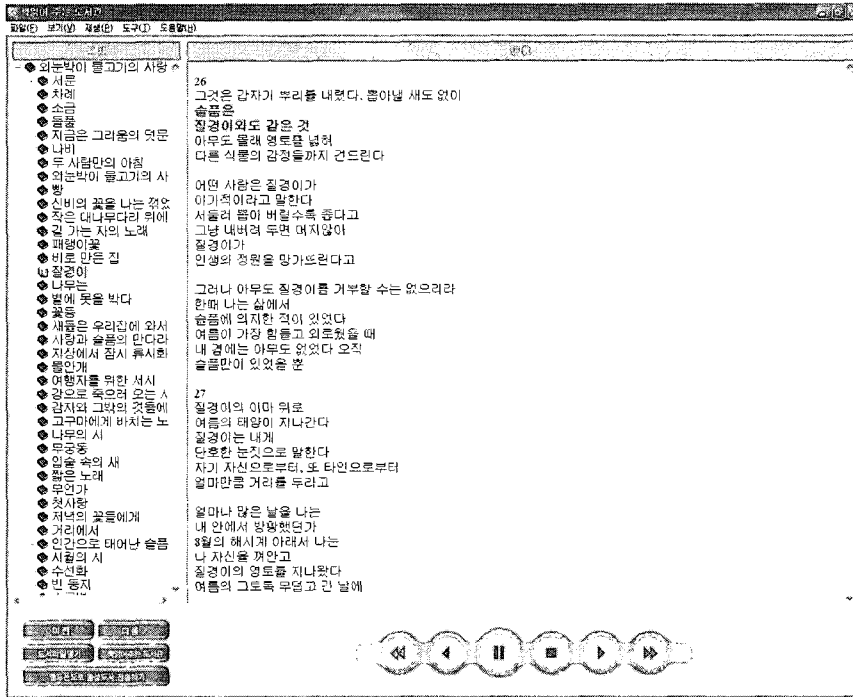 파일(F) 보기(V) 재생(P) 도구(T) 도움말(H)
외눈박이 물고기의 사랑
서문
차례
소금
들풀
지금은 그리움의 덧문
나비
두 사람만의 아침
외눈박이 물고기의 사
빵
신비의 꽃을 나는 꺾었
작은 대나무다리 위에
길 가는 자의 노래
패랭이꽃
비로 만든 집
질경이
나무는
별에 못을 박다
꽃등
새들은 우리집에 와서
사랑과 슬픔의 만다라
지상에서 잠시 류시화
물안개
여행자를 위한 서시
강으로 죽으러 오는 사
감자와 그밖의 것들에
고구마에게 바치는 노
나무의 시
무궁동
입술 속의 새
짧은 노래
무언가
첫사랑
저녁의 꽃들에게
거리에서
인간으로 태어난 슬픔
시월의 시
수선화
빈 둥지
26
그것은 갑자기 뿌리를 내렸다. 뽑아낼 새도 없이
슬픔은
질경이와도 같은 것
아무도 몰래 영토를 넓혀
다른 식물의 감정들까지 건드린다
어떤 사람은 질경이가
이기적이라고 말한다
서둘러 뽑아 버릴수록 좋다고
그냥 내버려 두면 머지않아
질경이가
인생의 정원을 망가뜨린다고
그러나 아무도 질경이를 거부할 수는 없으리라
한때 나는 삶에서
슬픔에 의지한 적이 있었다
여름이 가장 힘들고 외로웠을 때
내 곁에는 아무도 없었다 오직
슬픔만이 있었을 뿐
27
질경이의 이마 위로
여름의 태양이 지나간다
질경이는 내게
단호한 눈짓으로 말한다
자기 자신으로부터, 또 타인으로부터
얼마만큼 거리를 두라고
얼마나 많은 날을 나는
내 안에서 방황했던가
8월의 해시계 아래서 나는
나 자신을 껴안고
질경이의 영토를 지나왔다
여름의 그토록 무덥고 긴 날에